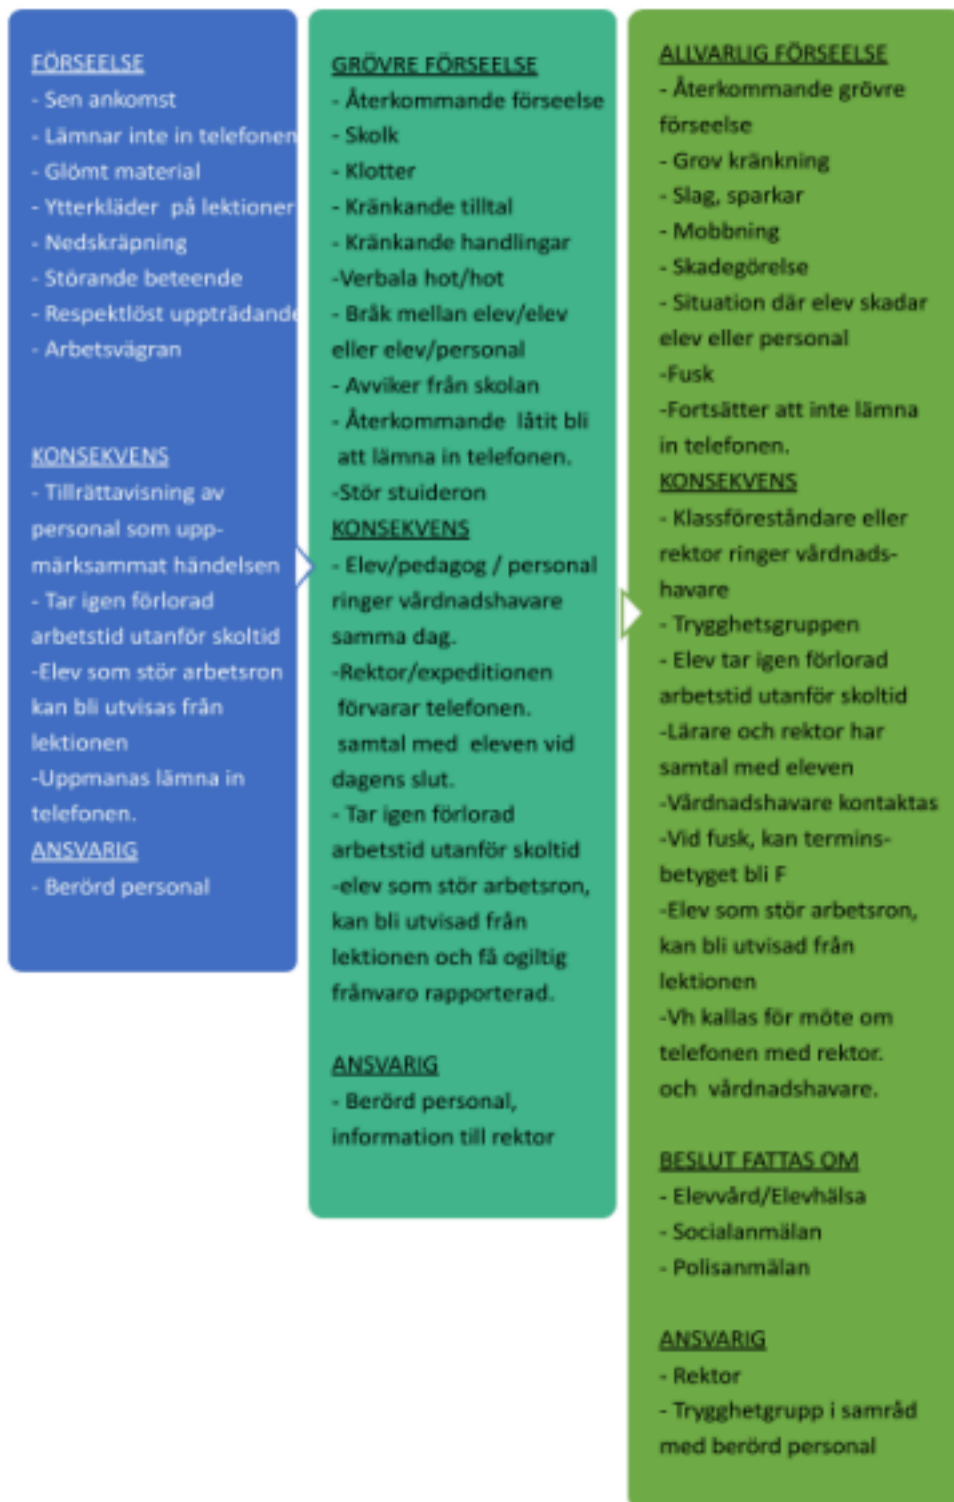 FÖRSEELSE
- Sen ankomst
- Lämnar inte in telefonen
- Glömt material
- Ytterkläder på lektioner
- Nedskräpning
- Störande beteende
- Respektlöst uppträdande
- Arbetsvägran
KONSEKVENS
- Tillrättavisning av
personal som upp-
märksammat händelsen
- Tar igen förlorad
arbetstid utanför skoltid
-Elev som stör arbetsron
kan bli utvisas från
lektionen
-Uppmanas lämna in
telefonen.
ANSVARIG
- Berörd personal
GRÖVRE FÖRSEELSE
- Återkommande förseelse
- Skolk
- Klotter
- Kränkande tilltal
- Kränkande handlingar
-Verbala hot/hot
- Bråk mellan elev/elev
eller elev/personal
- Avviker från skolan
- Återkommande låtit bli
att lämna in telefonen.
-Stör stuideron
KONSEKVENS
- Elev/pedagog / personal
ringer vårdnadshavare
samma dag.
-Rektor/expeditionen
förvarar telefonen.
samtal med eleven vid
dagens slut.
- Tar igen förlorad
arbetstid utanför skoltid
-elev som stör arbetsron,
kan bli utvisad från
lektionen och få ogiltig
frånvaro rapporterad.
ANSVARIG
- Berörd personal,
information till rektor
ALLVARLIG FÖRSEELSE
- Återkommande grövre
förseelse
- Grov kränkning
- Slag, sparkar
- Mobbning
- Skadegörelse
- Situation där elev skadar
elev eller personal
-Fusk
-Fortsätter att inte lämna
in telefonen.
KONSEKVENS
- Klassföreståndare eller
rektor ringer vårdnads-
havare
- Trygghetsgruppen
- Elev tar igen förlorad
arbetstid utanför skoltid
-Lärare och rektor har
samtal med eleven
-Vårdnadshavare kontaktas
-Vid fusk, kan termins-
betyget bli F
-Elev som stör arbetsron,
kan bli utvisad från
lektionen
-Vh kallas för möte om
telefonen med rektor.
och vårdnadshavare.
BESLUT FATTAS OM
- Elevvård/Elevhälsa
- Socialanmälan
- Polisanmälan
ANSVARIG
- Rektor
- Trygghetgrupp i samråd
med berörd personal